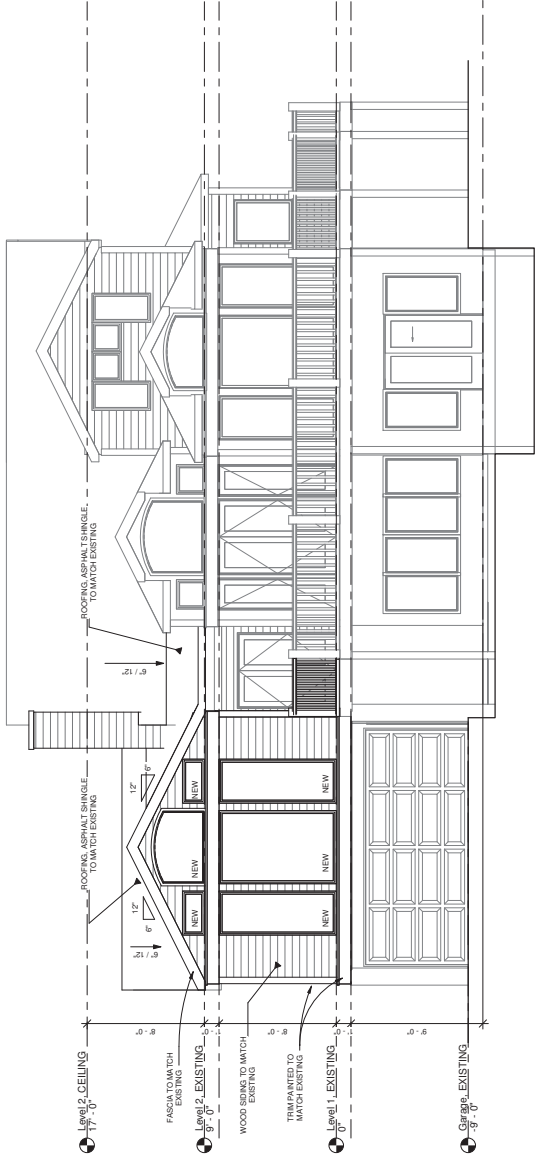 Level 2, CEILING
17' - 0"
Level 2, EXISTING
9' - 0"
Level 1, EXISTING
0"
Garage, EXISTING
-9' - 0"
8' - 0"
1' - 0"
8' - 0"
1' - 0"
9' - 0"
ROOFING, ASPHALT SHINGLE
TO MATCH EXISTING
ROOFING, ASPHALT SHINGLE
TO MATCH EXISTING
FASCIA TO MATCH
EXISTING
WOOD SIDING TO MATCH
EXISTING
TRIM PAINTED TO
MATCH EXISTING
6" / 12"
12"
6"
12"
6"
6" / 12"
NEW
NEW
NEW
NEW
NEW
NEW